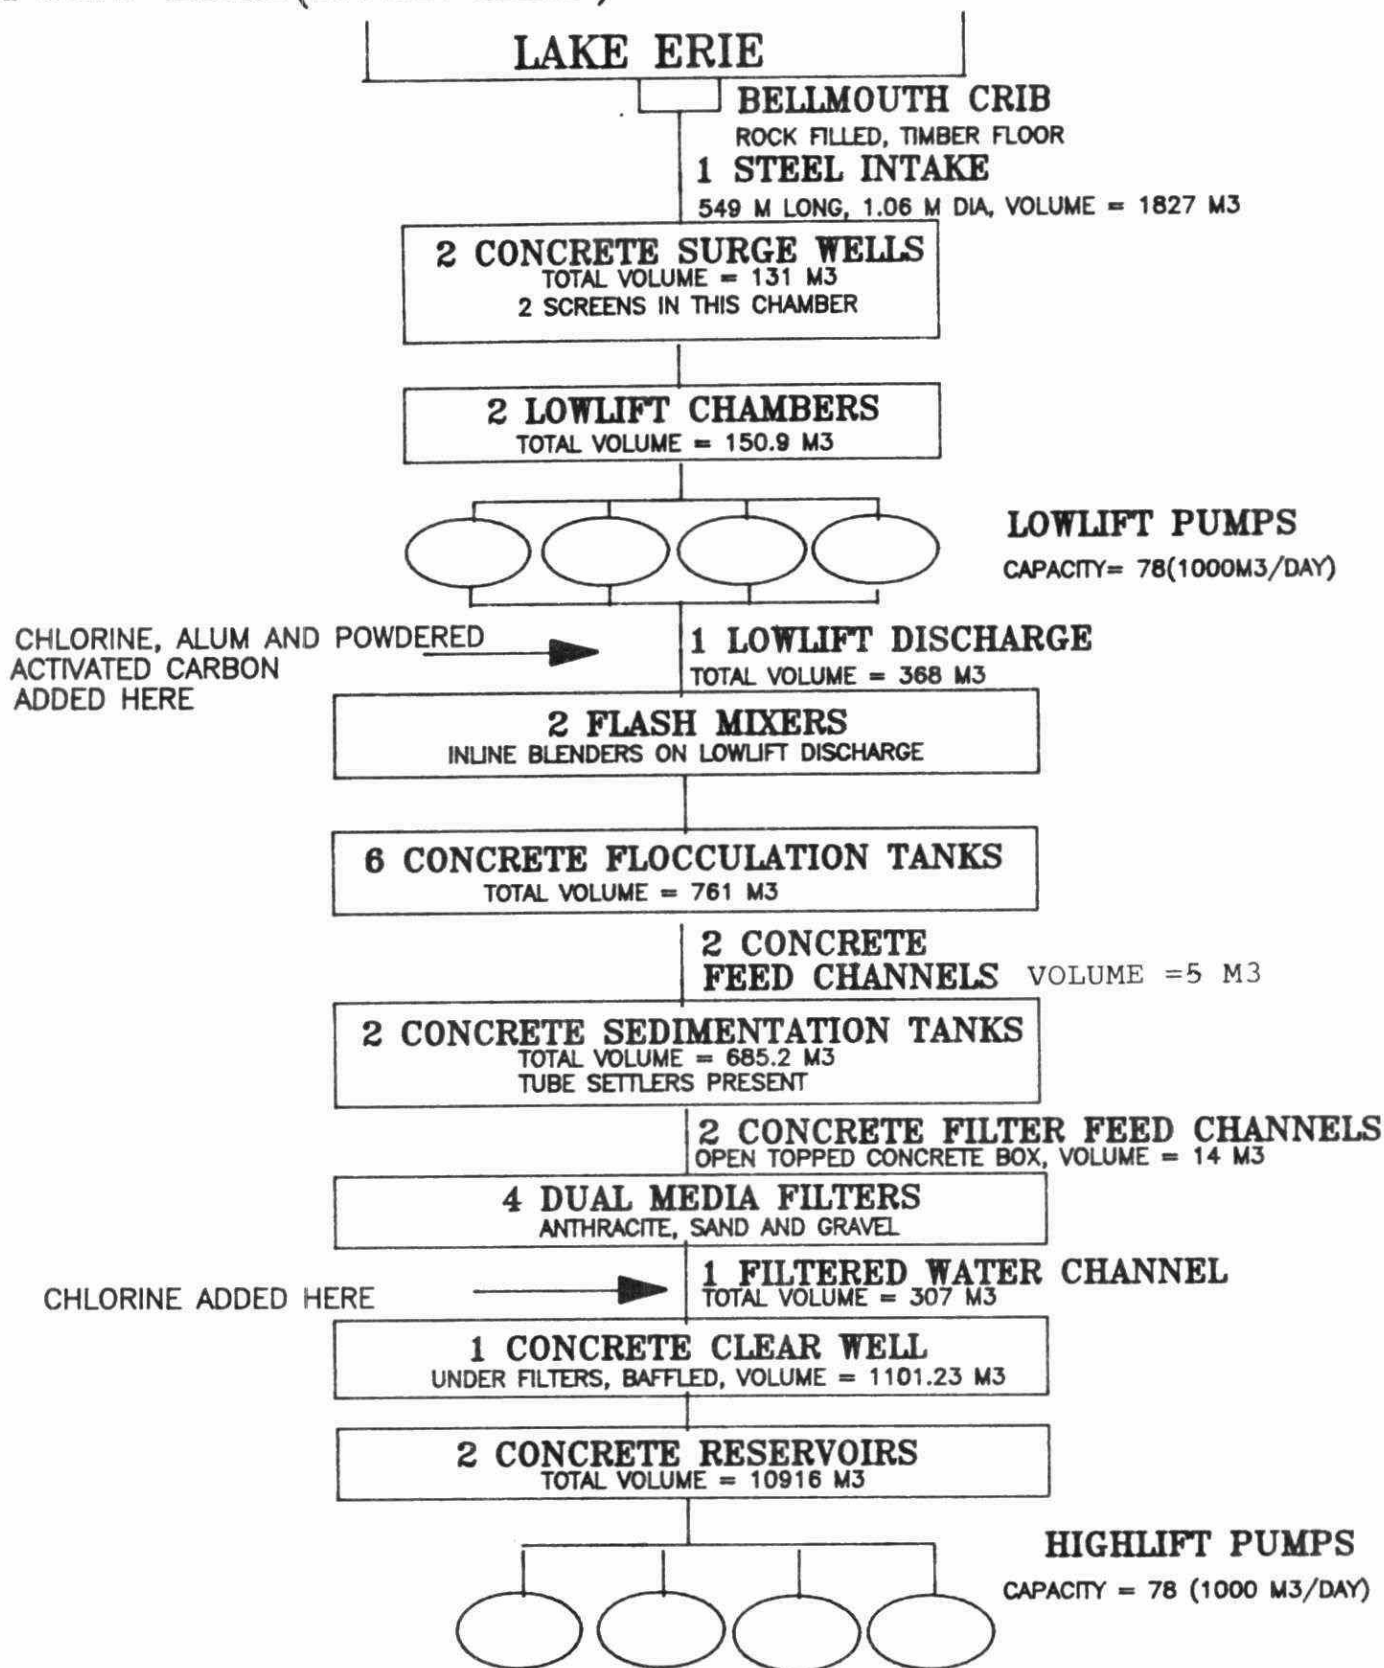 LAKE ERIE
BELLMOUTH CRIB
ROCK FILLED, TIMBER FLOOR
1 STEEL INTAKE
549 M LONG, 1.06 M DIA, VOLUME = 1827 M3
2 CONCRETE SURGE WELLS
TOTAL VOLUME = 131 M3
2 SCREENS IN THIS CHAMBER
2 LOWLIFT CHAMBERS
TOTAL VOLUME = 150.9 M3
LOWLIFT PUMPS
CAPACITY= 78(1000M3/DAY)
CHLORINE, ALUM AND POWDERED
ACTIVATED CARBON
ADDED HERE
1 LOWLIFT DISCHARGE
TOTAL VOLUME = 368 M3
2 FLASH MIXERS
INLINE BLENDERS ON LOWLIFT DISCHARGE
6 CONCRETE FLOCCULATION TANKS
TOTAL VOLUME = 761 M3
2 CONCRETE
FEED CHANNELS VOLUME =5 M3
2 CONCRETE SEDIMENTATION TANKS
TOTAL VOLUME = 685.2 M3
TUBE SETTLERS PRESENT
2 CONCRETE FILTER FEED CHANNELS
OPEN TOPPED CONCRETE BOX, VOLUME = 14 M3
4 DUAL MEDIA FILTERS
ANTHRACITE, SAND AND GRAVEL
CHLORINE ADDED HERE
1 FILTERED WATER CHANNEL
TOTAL VOLUME = 307 M3
1 CONCRETE CLEAR WELL
UNDER FILTERS, BAFFLED, VOLUME = 1101.23 M3
2 CONCRETE RESERVOIRS
TOTAL VOLUME = 10916 M3
HIGHLIFT PUMPS
CAPACITY = 78 (1000 M3/DAY)